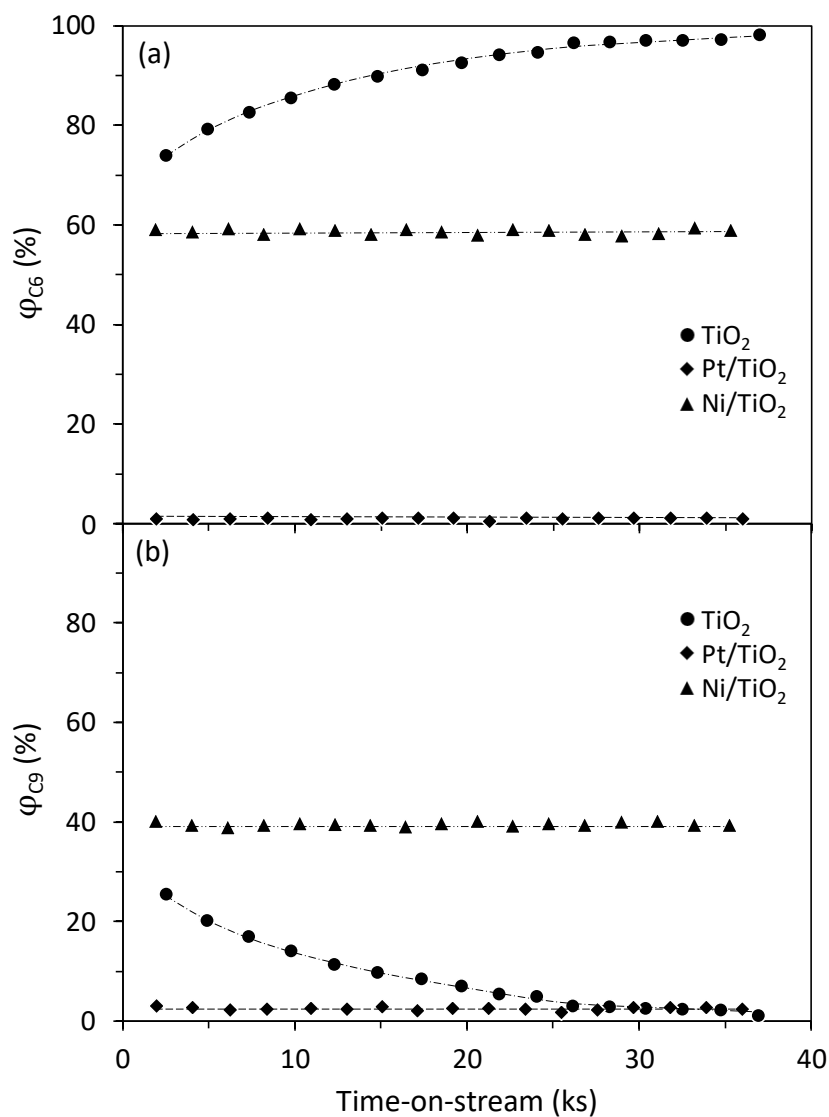 (a)
100
80
60
40
20
0
φC6 (%)
TiO2
Pt/TiO2
Ni/TiO2
(b)
80
60
40
20
0
φC9 (%)
TiO2
Pt/TiO2
Ni/TiO2
0 10 20 30 40
Time-on-stream (ks)